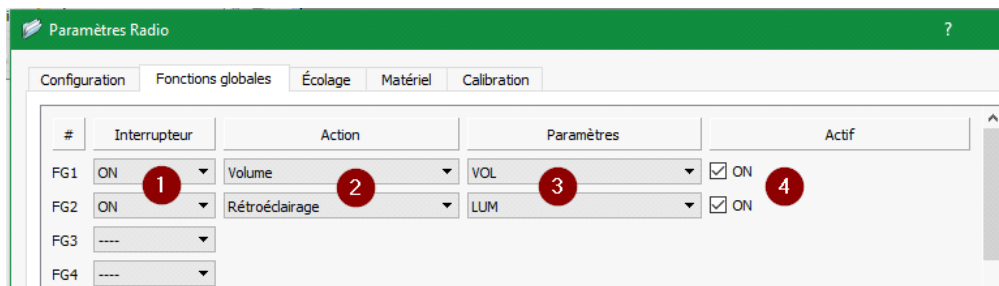 Paramètres Radio ?
Configuration Fonctions globales Écolage Matériel Calibration
# Interrupteur Action Paramètres Actif
FG1 ON Volume VOL ON
FG2 ON Rétroéclairage LUM ON
1 2 3 4
FG3 ----
FG4 ----